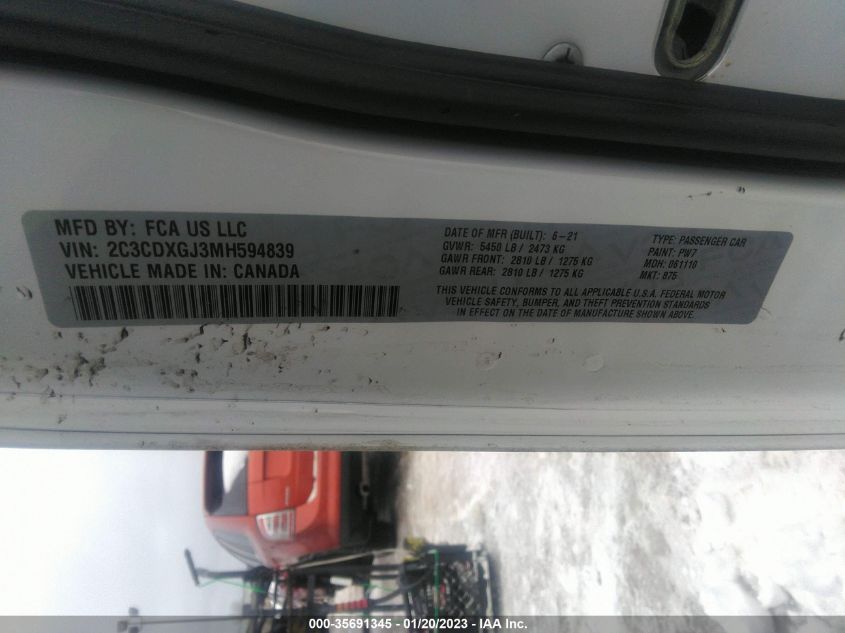 MFD BY: FCA US LLC
VIN: 2C3CDXGJ3MH594839
VEHICLE MADE IN: CANADA
DATE OF MFR (BUILT): 6-21
GVWR: 5450 LB / 2473 KG
GAWR FRONT: 2810 LB / 1275 KG
GAWR REAR: 2810 LB / 1275 KG
TYPE: PASSENGER CAR
PAINT: PW7
MDH: 061110
MKT: 875
THIS VEHICLE CONFORMS TO ALL APPLICABLE U.S.A. FEDERAL MOTOR
VEHICLE SAFETY, BUMPER, AND THEFT PREVENTION STANDARDS
IN EFFECT ON THE DATE OF MANUFACTURE SHOWN ABOVE.
000-35691345 / 01/20/2023 - IAA Inc.